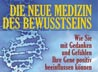 DIE NEUE MEDIZIN
DES BEWUSSTSEINS
Wie Sie
mit Gedanken
und Gefühlen
Ihre Gene positiv
beeinflussen können